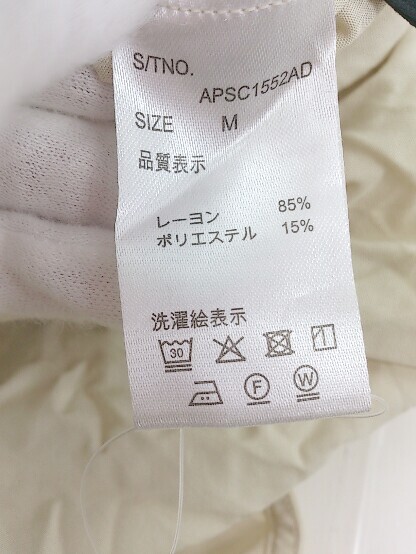 S/TNO.
APSC1552AD
SIZE M
品質表示
レーヨン 85%
ポリエステル 15%
洗濯絵表示
30
F W